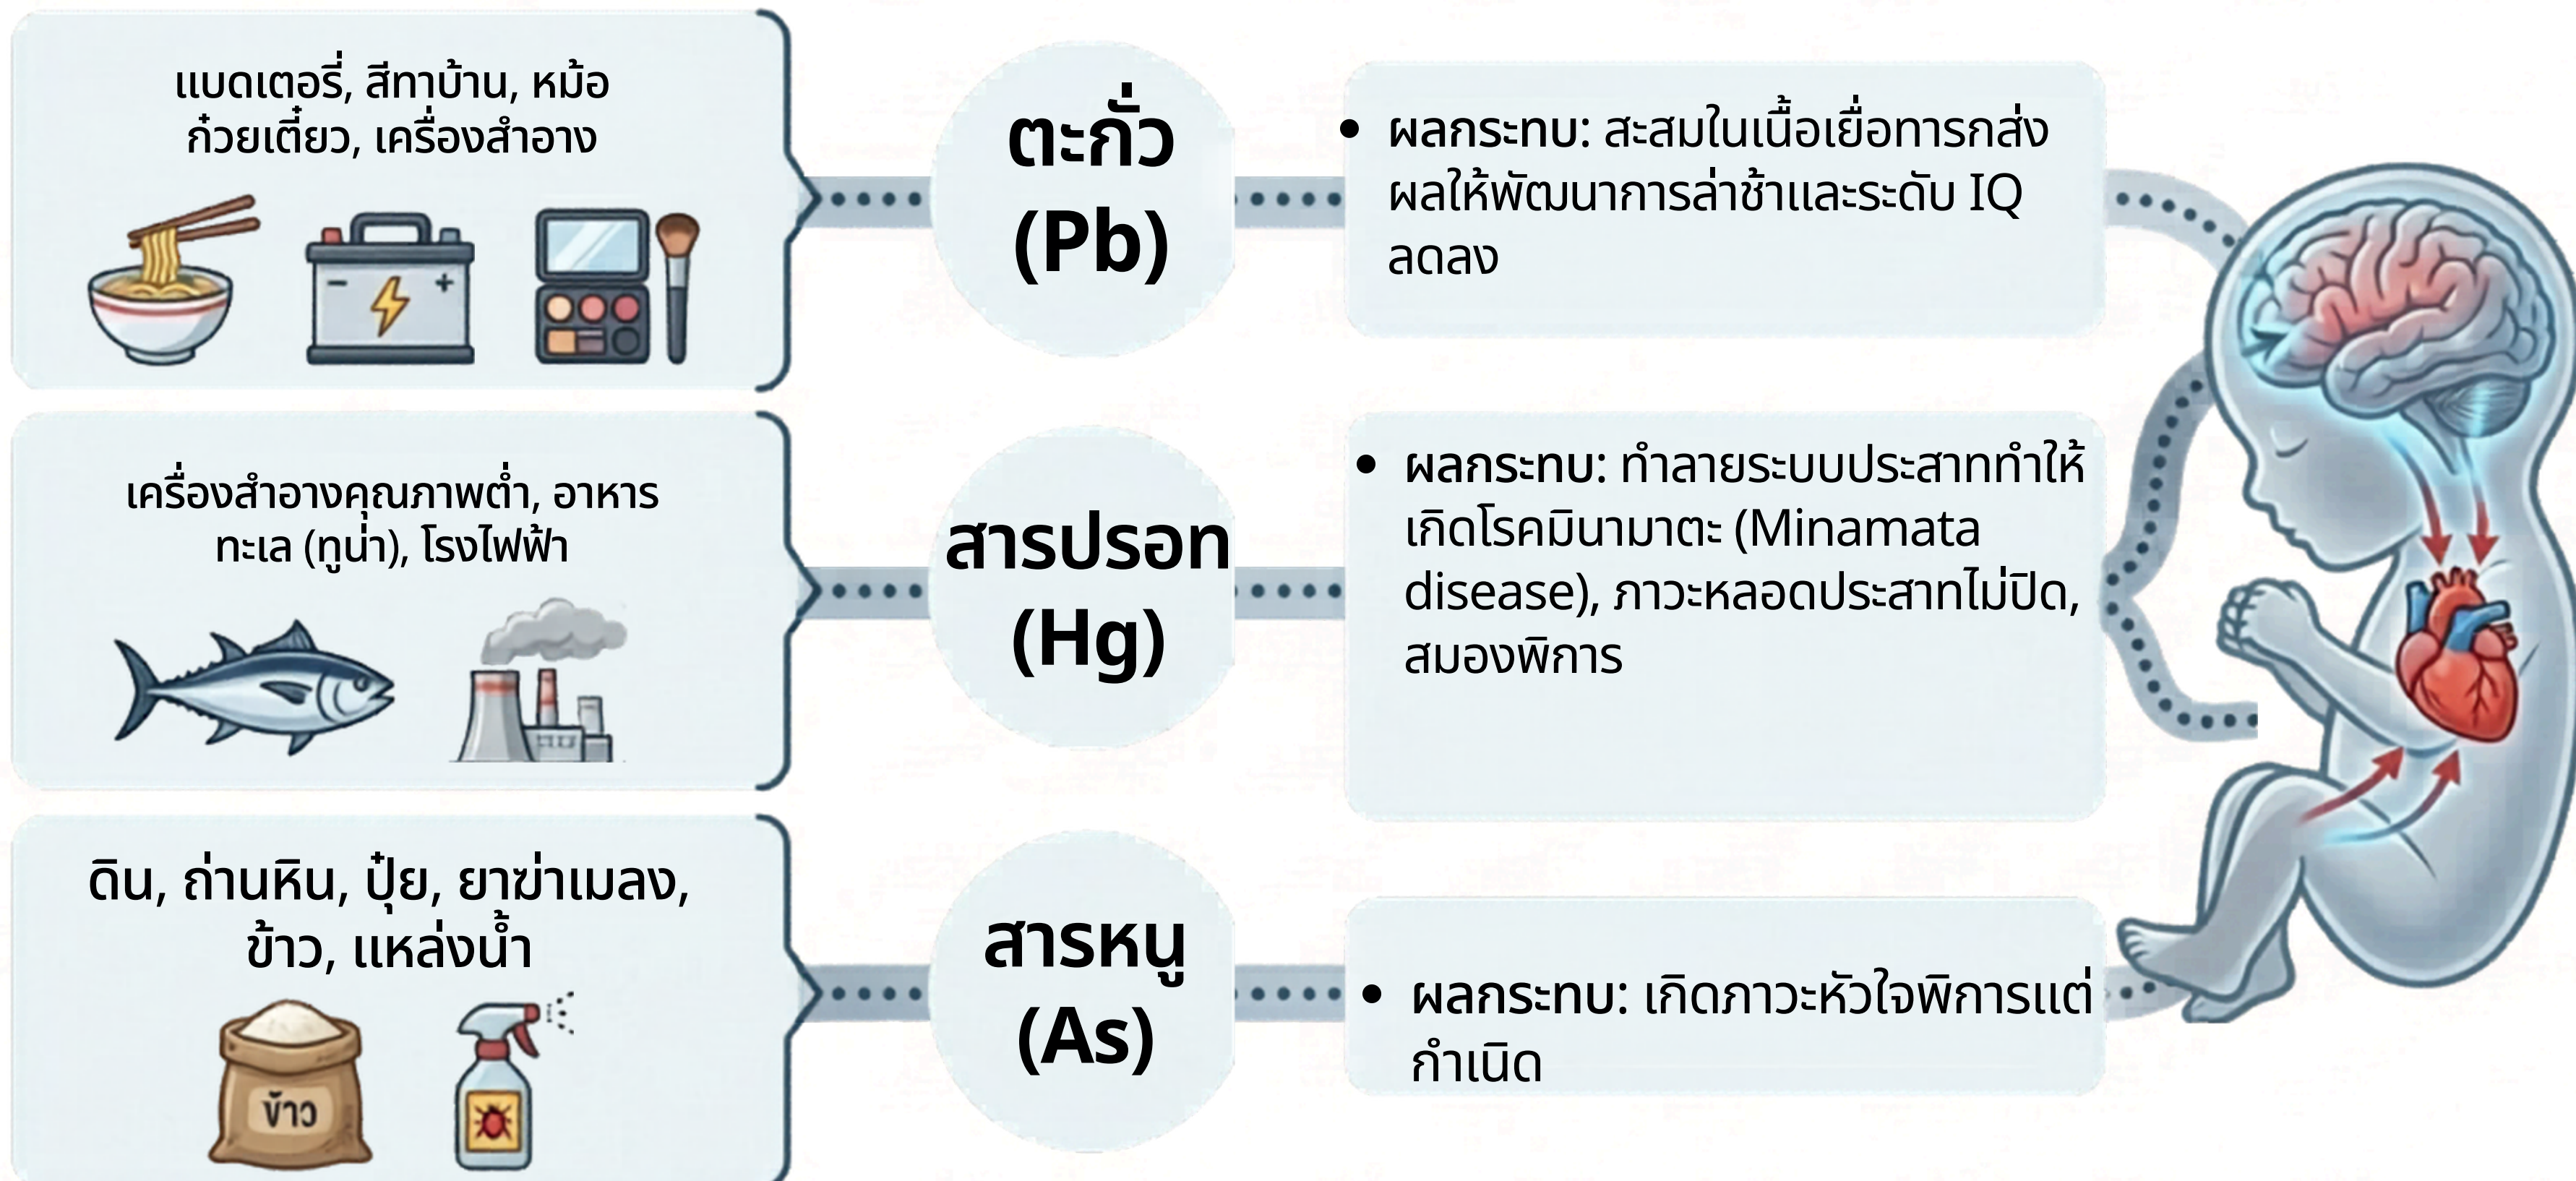 แบตเตอรี่, สีทาบ้าน, หม้อ
ก๋วยเตี๋ยว, เครื่องสำอาง
ตะกั่ว
(Pb)
• ผลกระทบ: สะสมในเนื้อเยื่อทารกส่ง
ผลให้พัฒนาการล่าช้าและระดับ IQ
ลดลง
เครื่องสำอางคุณภาพต่ำ, อาหาร
ทะเล (ทูน่า), โรงไฟฟ้า
สารปรอท
(Hg)
• ผลกระทบ: ทำลายระบบประสาททำให้
เกิดโรคมินามาตะ (Minamata
disease), ภาวะหลอดประสาทไม่ปิด,
สมองพิการ
ดิน, ถ่านหิน, ปุ๋ย, ยาฆ่าแมลง,
ข้าว, แหล่งน้ำ
ข้าว
สารหนู
(As)
• ผลกระทบ: เกิดภาวะหัวใจพิการแต่
กำเนิด